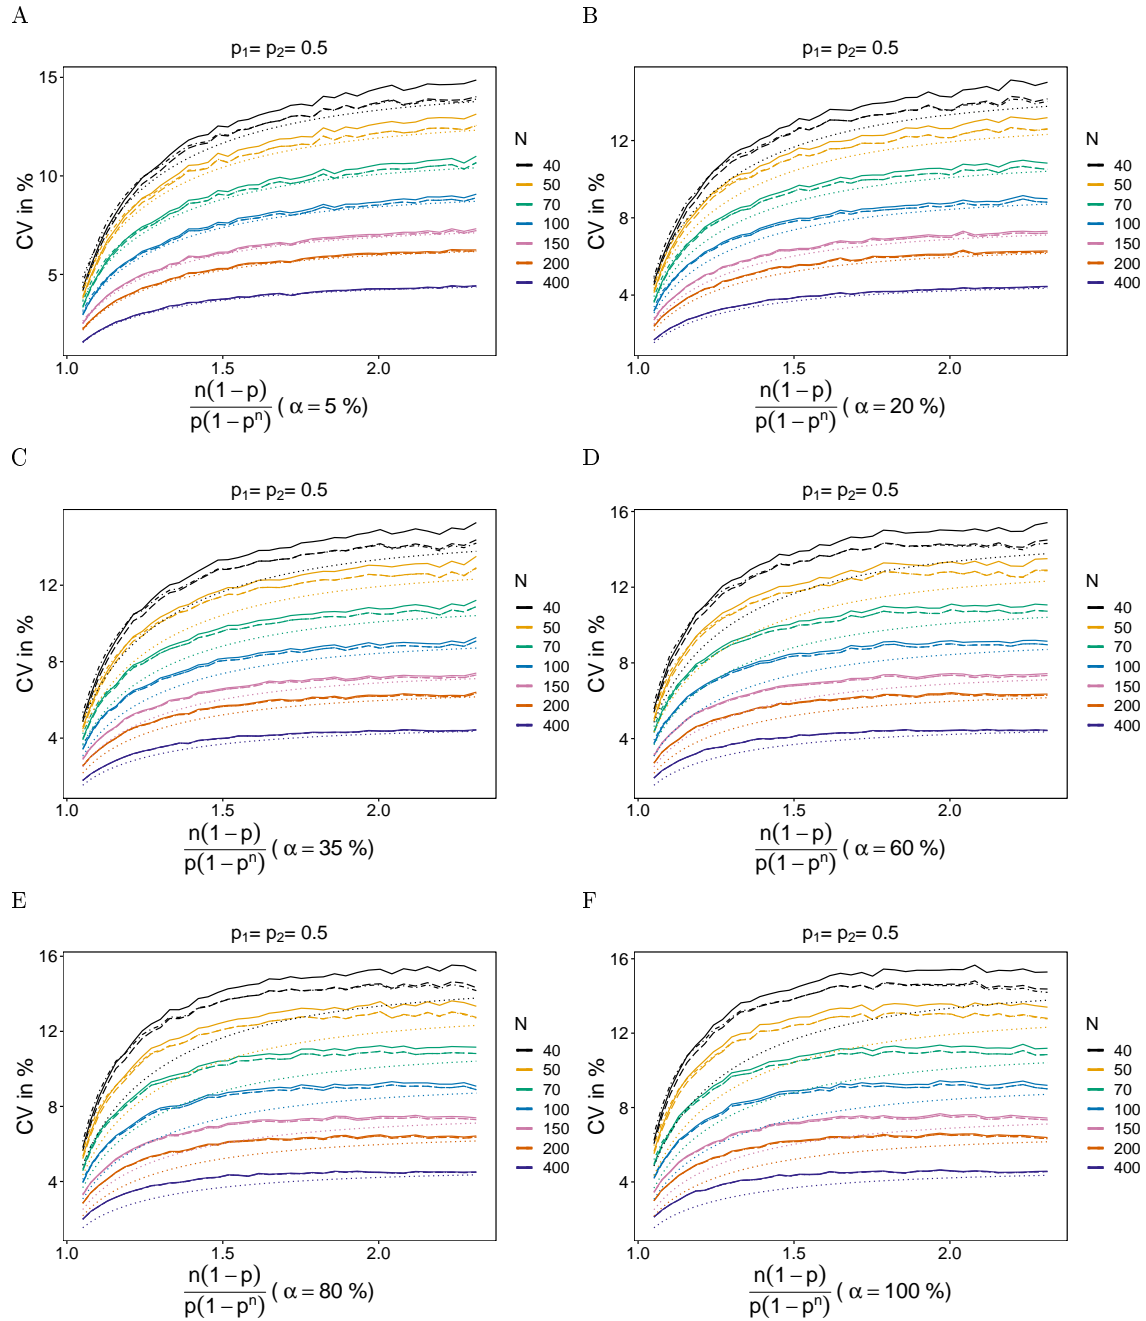 A
p₁= p₂= 0.5
CV in %
15
10
5
1.0 1.5 2.0
n(1−p)
p(1−pⁿ) ( α= 5 %)
N
40
50
70
100
150
200
400
B
p₁= p₂= 0.5
CV in %
12
8
4
1.0 1.5 2.0
n(1−p)
p(1−pⁿ) ( α= 20 %)
N
40
50
70
100
150
200
400
C
p₁= p₂= 0.5
CV in %
12
8
4
1.0 1.5 2.0
n(1−p)
p(1−pⁿ) ( α= 35 %)
N
40
50
70
100
150
200
400
D
p₁= p₂= 0.5
CV in %
16
12
8
4
1.0 1.5 2.0
n(1−p)
p(1−pⁿ) ( α= 60 %)
N
40
50
70
100
150
200
400
E
p₁= p₂= 0.5
CV in %
16
12
8
4
1.0 1.5 2.0
n(1−p)
p(1−pⁿ) ( α= 80 %)
N
40
50
70
100
150
200
400
F
p₁= p₂= 0.5
CV in %
16
12
8
4
1.0 1.5 2.0
n(1−p)
p(1−pⁿ) ( α= 100 %)
N
40
50
70
100
150
200
400